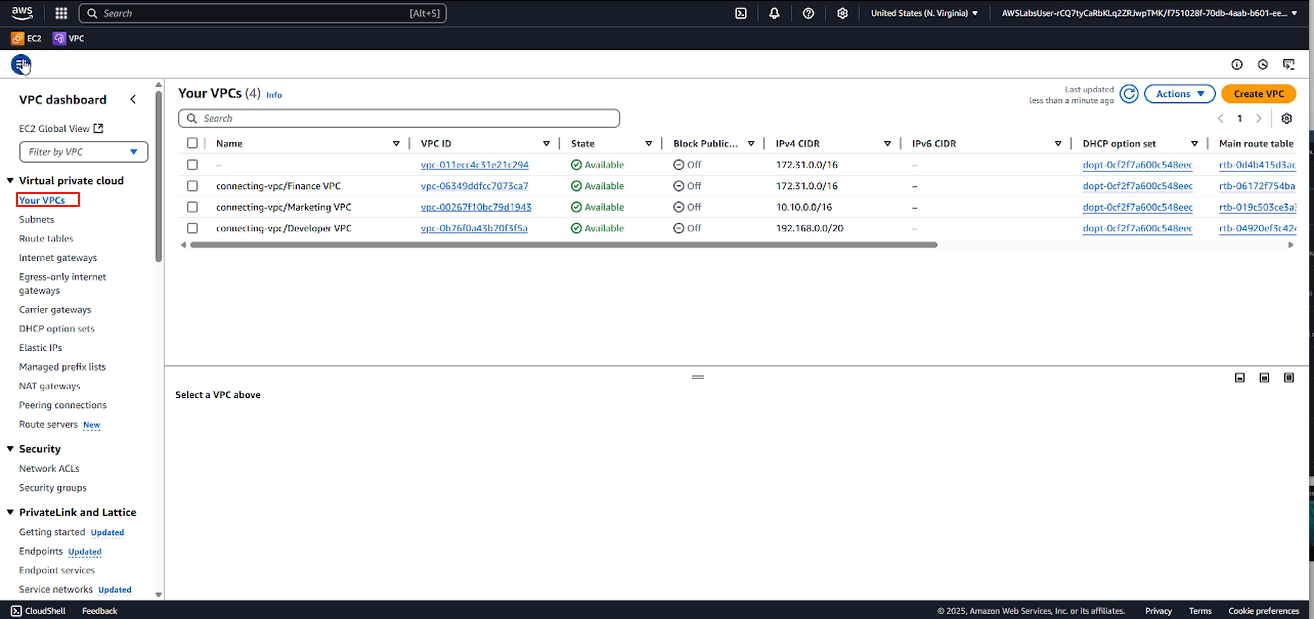 aws
Search [Alt+S]
United States (N. Virginia)
AWSLabsUser-rCQ7tyCaRbKLq2ZRJwpTMK/f751028f-70db-4aab-b601-ee...
EC2
VPC
VPC dashboard
EC2 Global View
Filter by VPC
Virtual private cloud
Your VPCs
Subnets
Route tables
Internet gateways
Egress-only internet
gateways
Carrier gateways
DHCP option sets
Elastic IPs
Managed prefix lists
NAT gateways
Peering connections
Route servers New
Security
Network ACLs
Security groups
PrivateLink and Lattice
Getting started Updated
Endpoints Updated
Endpoint services
Service networks Updated
Your VPCs (4) Info
Last updated
less than a minute ago
Actions
Create VPC
Search
1
Name VPC ID State Block Public... IPv4 CIDR IPv6 CIDR DHCP option set Main route table
– vpc-011ecc4c31e21c294 Available Off 172.31.0.0/16 – dopt-0cf2f7a600c548eec rtb-0d4b415d3ac
connecting-vpc/Finance VPC vpc-06349ddfcc7073ca7 Available Off 172.31.0.0/16 – dopt-0cf2f7a600c548eec rtb-06172f754ba
connecting-vpc/Marketing VPC vpc-00267f10bc79d1943 Available Off 10.10.0.0/16 – dopt-0cf2f7a600c548eec rtb-019c503ce3a
connecting-vpc/Developer VPC vpc-0b76f0a43b70f3f5a Available Off 192.168.0.0/20 – dopt-0cf2f7a600c548eec rtb-04920ef3c424
Select a VPC above
CloudShell
Feedback
© 2025, Amazon Web Services, Inc. or its affiliates.
Privacy
Terms
Cookie preferences